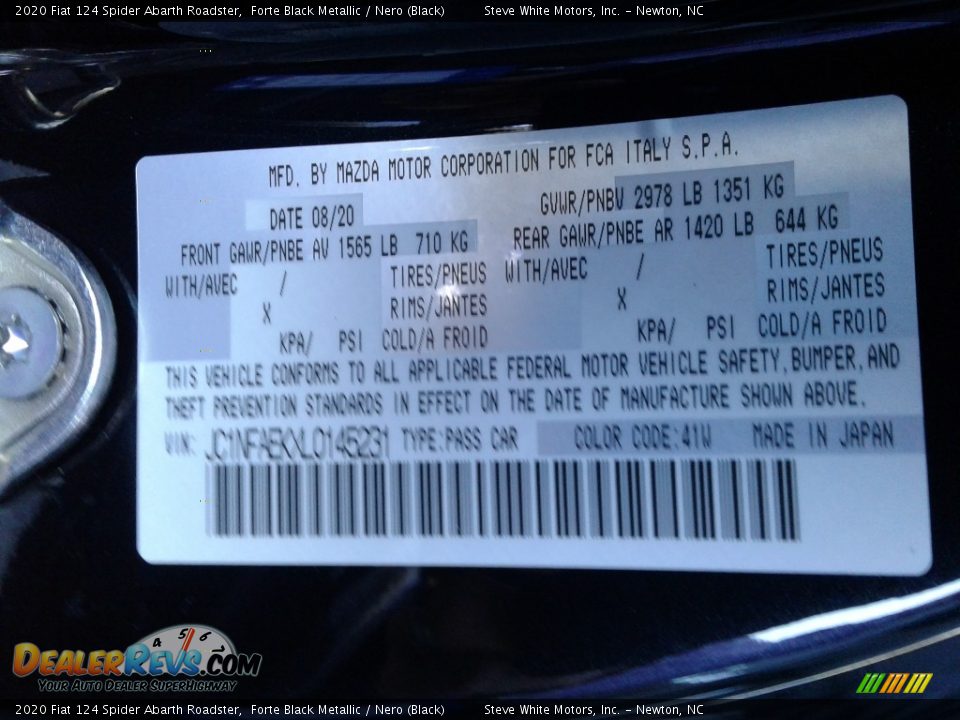 2020 Fiat 124 Spider Abarth Roadster, Forte Black Metallic / Nero (Black) Steve White Motors, Inc. – Newton, NC
MFD. BY MAZDA MOTOR CORPORATION FOR FCA ITALY S.P.A.
DATE 08/20 GVWR/PNBV 2978 LB 1351 KG
FRONT GAWR/PNBE AV 1565 LB 710 KG REAR GAWR/PNBE AR 1420 LB 644 KG
WITH/AVEC / TIRES/PNEUS WITH/AVEC / TIRES/PNEUS
X RIMS/JANTES X RIMS/JANTES
KPA/ PSI COLD/A FROID KPA/ PSI COLD/A FROID
THIS VEHICLE CONFORMS TO ALL APPLICABLE FEDERAL MOTOR VEHICLE SAFETY, BUMPER, AND
THEFT PREVENTION STANDARDS IN EFFECT ON THE DATE OF MANUFACTURE SHOWN ABOVE.
VIN: JC1NFAEKXL0145231 TYPE:PASS CAR COLOR CODE:41W MADE IN JAPAN
4 5 6
DealerRevs.com
Your Auto Dealer SuperHighway
2020 Fiat 124 Spider Abarth Roadster, Forte Black Metallic / Nero (Black) Steve White Motors, Inc. – Newton, NC